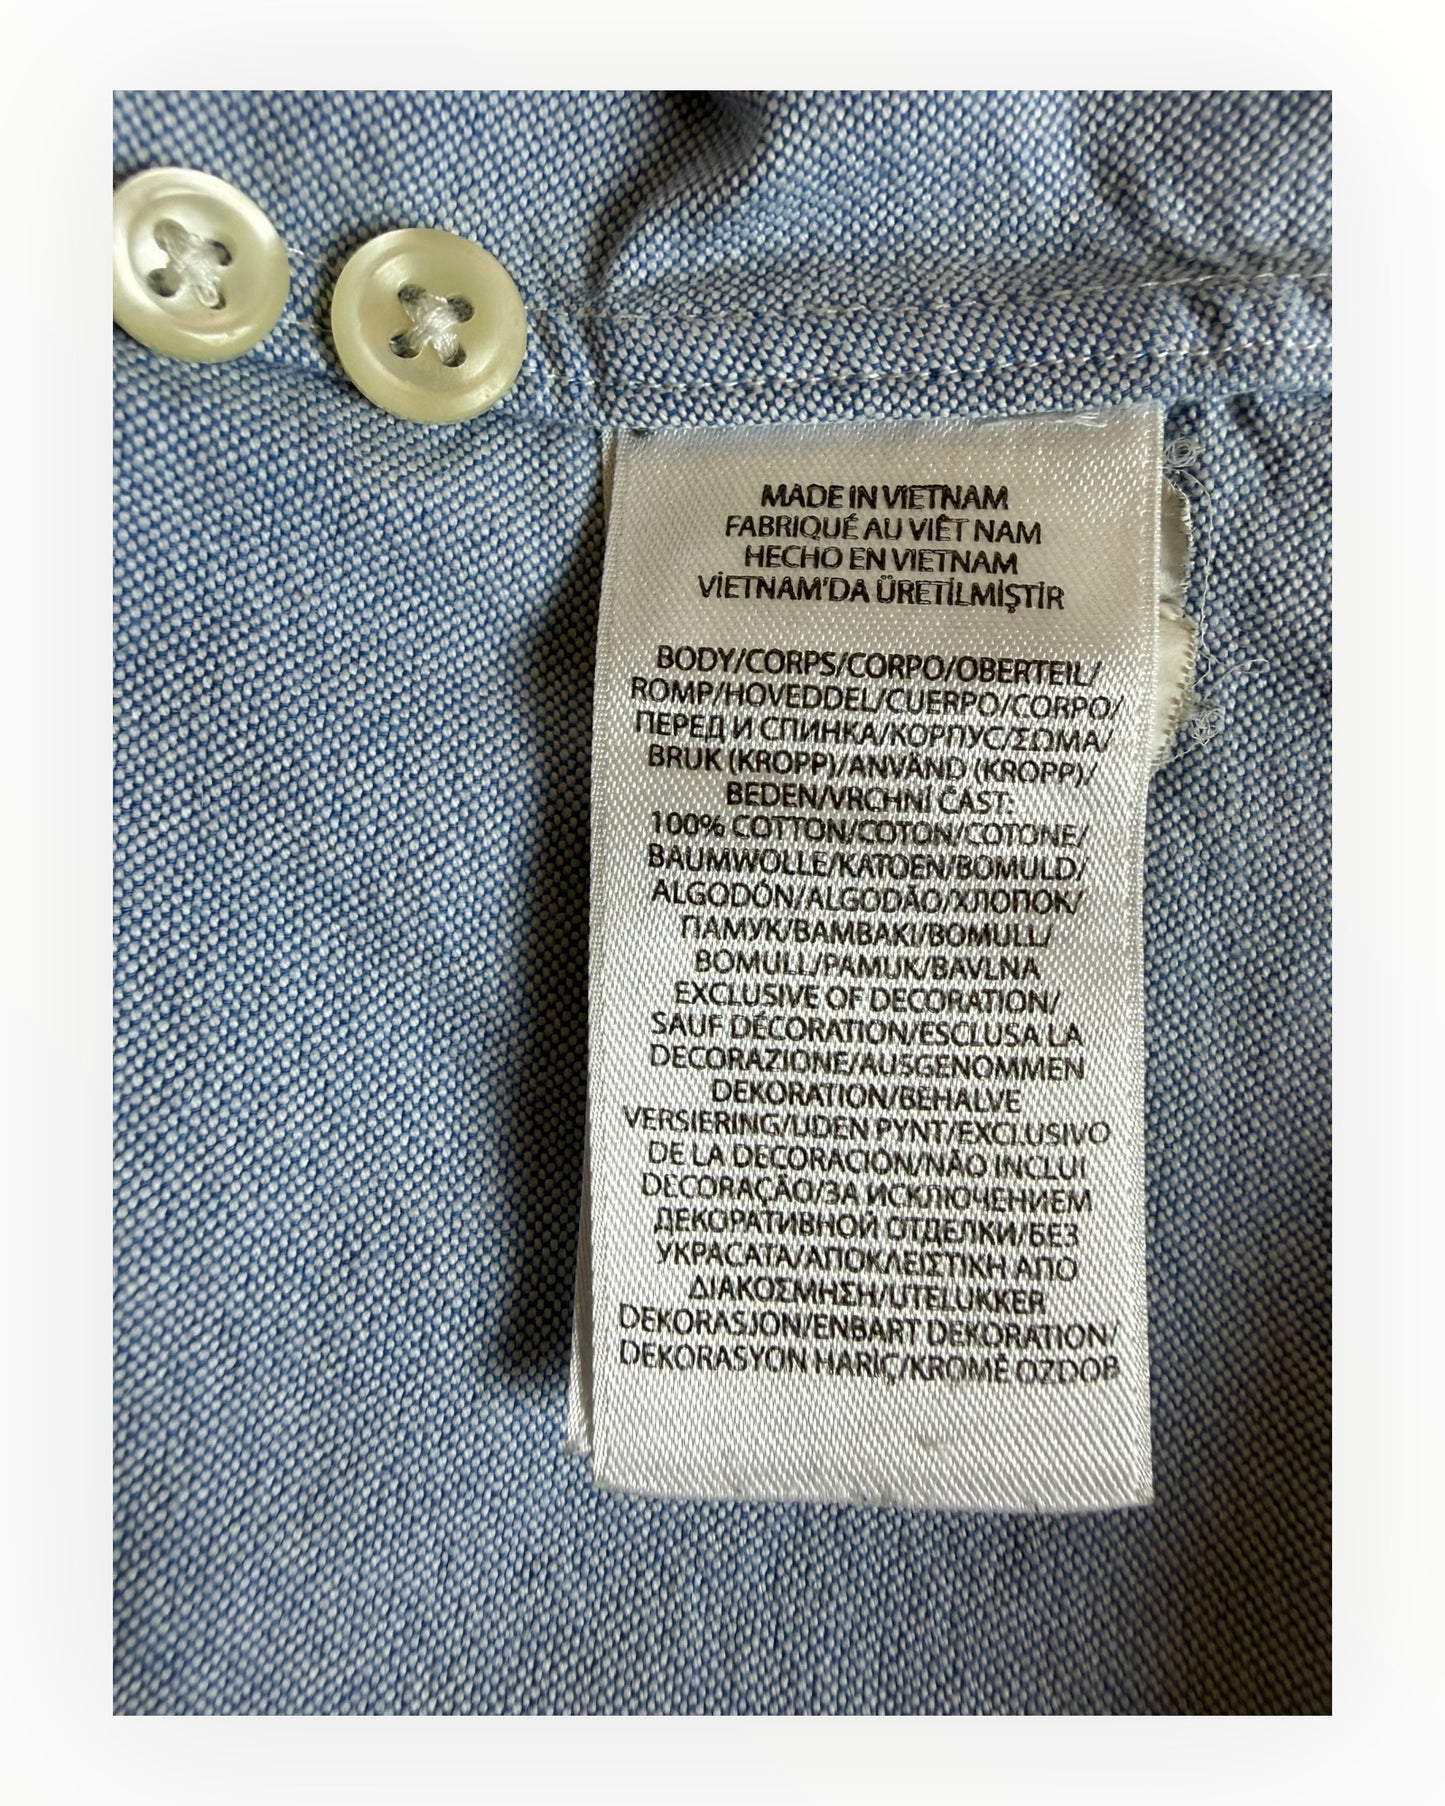 MADE IN VIETNAM
FABRIQUÉ AU VIÊT NAM
HECHO EN VIETNAM
VİETNAM'DA ÜRETİLMİŞTİR
BODY/CORPS/CORPO/OBERTEIL/
ROMP/HOVEDDEL/CUERPO/CORPO/
ПЕРЕД И СПИНКА/КОРПУС/ΣΩΜΑ/
BRUK (KROPP)/ANVÄND (KROPP)/
BEDEN/VRCHNÍ ČAST:
100% COTTON/COTON/COTONE/
BAUMWOLLE/KATOEN/BOMULD/
ALGODÓN/ALGODÃO/ХЛОПОК/
ПАМУК/ΒΑΜΒΑΚΙ/BOMULL/
BOMULL/PAMUK/BAVLNA
EXCLUSIVE OF DECORATION/
SAUF DÉCORATION/ESCLUSA LA
DECORAZIONE/AUSGENOMMEN
DEKORATION/BEHALVE
VERSIERING/UDEN PYNT/EXCLUSIVO
DE LA DECORACION/NÃO INCLUI
DECORAÇÃO/ЗА ИСКЛЮЧЕНИЕМ
ДЕКОРАТИВНОЙ ОТДЕЛКИ/БЕЗ
УКРАСАТА/ΑΠΟΚΛΕΙΣΤΙΚΗ ΑΠΟ
ΔΙΑΚΟΣΜΗΣΗ/UTELUKKER
DEKORASJON/ENBART DEKORATION/
DEKORASYON HARIÇ/KROMĚ OZDOB